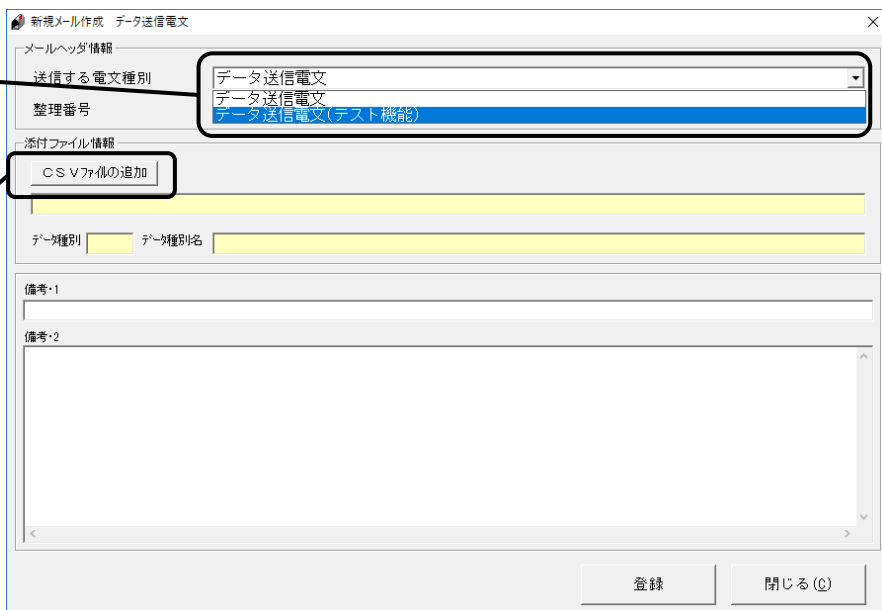 新規メール作成　データ送信電文
メールヘッダ情報
送信する電文種別
データ送信電文
データ送信電文
データ送信電文(テスト機能)
整理番号
添付ファイル情報
ＣＳＶﾌｧｲﾙの追加
ﾃﾞｰﾀ種別
ﾃﾞｰﾀ種別名
備考･1
備考･2
登録
閉じる(C)